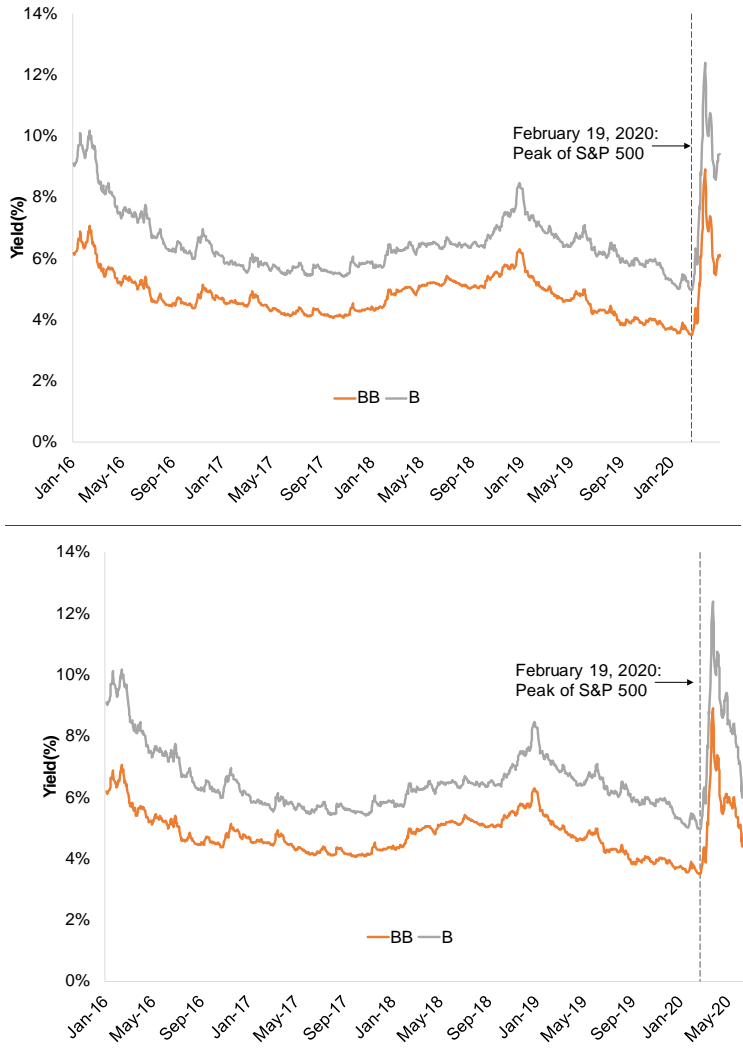 14%
12%
10%
8%
6%
4%
2%
0%
Yield(%)
February 19, 2020:
Peak of S&P 500
BB
B
Jan-16
May-16
Sep-16
Jan-17
May-17
Sep-17
Jan-18
May-18
Sep-18
Jan-19
May-19
Sep-19
Jan-20
14%
12%
10%
8%
6%
4%
2%
0%
Yield(%)
February 19, 2020:
Peak of S&P 500
BB
B
Jan-16
May-16
Sep-16
Jan-17
May-17
Sep-17
Jan-18
May-18
Sep-18
Jan-19
May-19
Sep-19
Jan-20
May-20